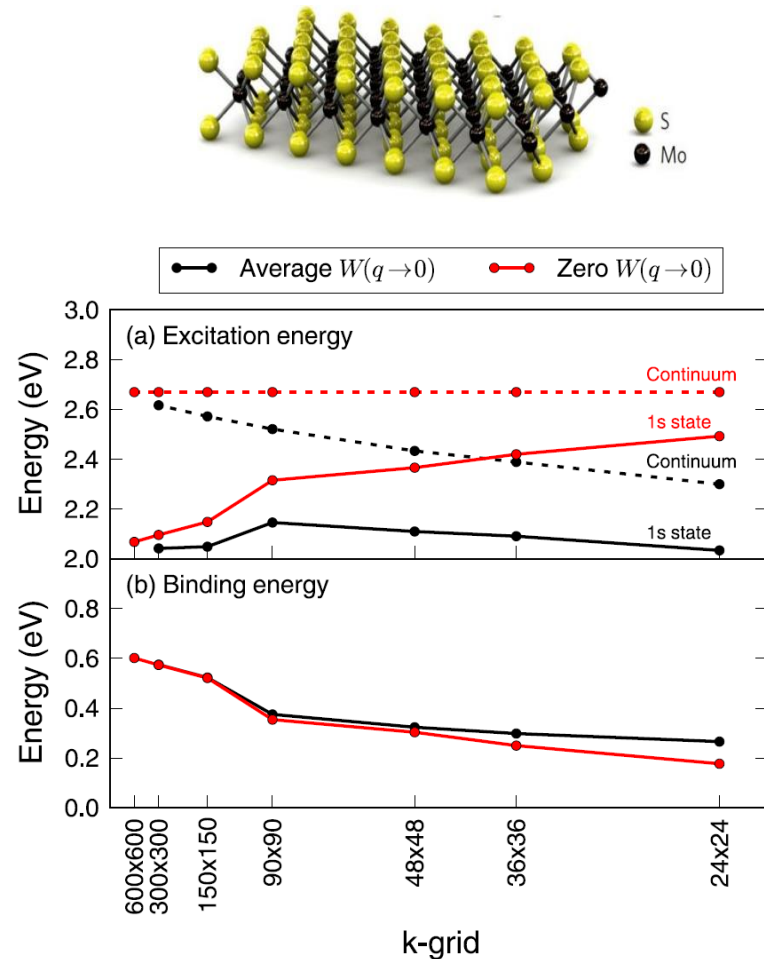 S
Mo
Average W(q→0)
Zero W(q→0)
(a) Excitation energy
Energy (eV)
3.0
2.8
2.6
2.4
2.2
2.0
Continuum
1s state
Continuum
1s state
(b) Binding energy
Energy (eV)
0.8
0.6
0.4
0.2
0.0
600x600
300x300
150x150
90x90
48x48
36x36
24x24
k-grid